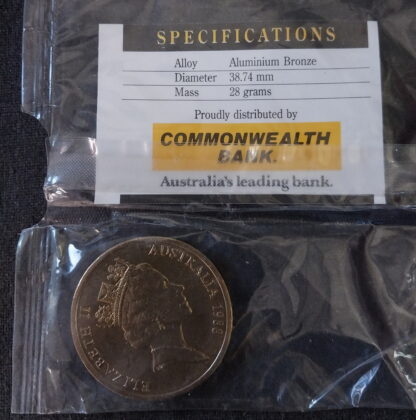 SPECIFICATIONS
Alloy Aluminium Bronze
Diameter 38.74 mm
Mass 28 grams
Proudly distributed by
COMMONWEALTH
BANK.
Australia's leading bank.
ELIZABETH II AUSTRALIA 1988